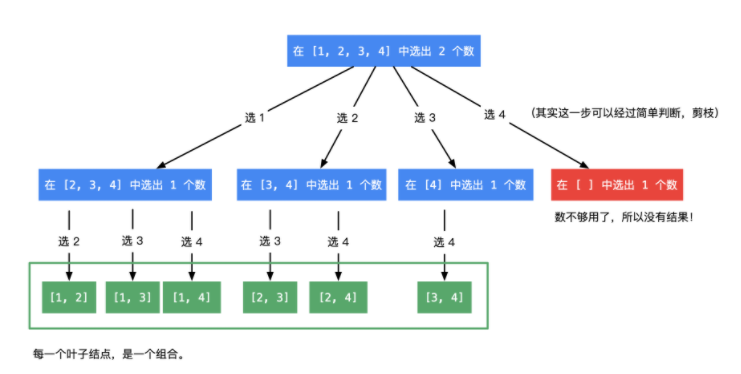 在 [1, 2, 3, 4] 中选出 2 个数
选 1
选 2
选 3
选 4
(其实这一步可以经过简单判断，剪枝)
在 [2, 3, 4] 中选出 1 个数
在 [3, 4] 中选出 1 个数
在 [4] 中选出 1 个数
在 [ ] 中选出 1 个数
数不够用了，所以没有结果!
选 2
选 3
选 4
选 3
选 4
选 4
[1, 2]
[1, 3]
[1, 4]
[2, 3]
[2, 4]
[3, 4]
每一个叶子结点，是一个组合。